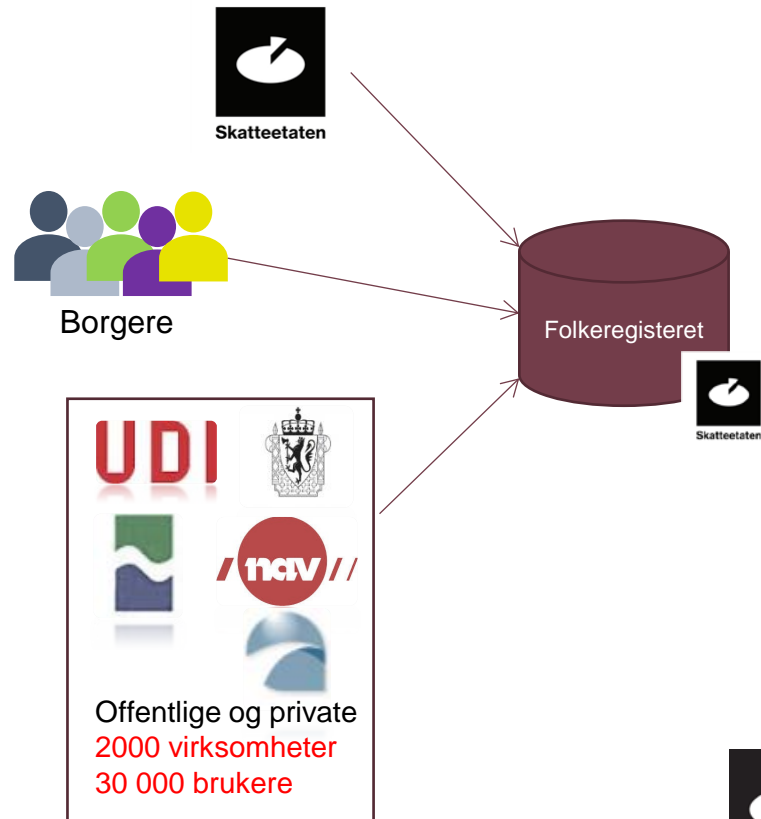 Skatteetaten
Borgere
Folkeregisteret
Skatteetaten
UDI
nav
Offentlige og private
2000 virksomheter
30 000 brukere